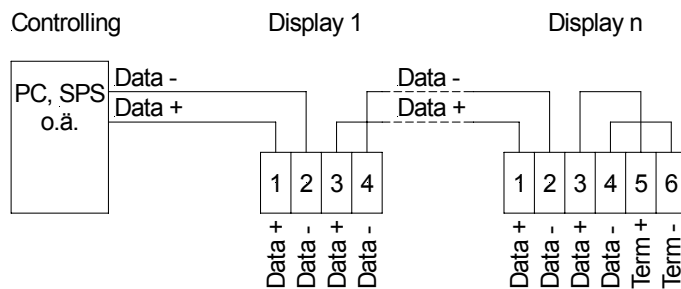 Controlling
Display 1
Display n
PC, SPS
o.ä.
Data -
Data +
Data -
Data +
1 2 3 4
Data +
Data -
Data +
Data -
1 2 3 4 5 6
Data +
Data -
Data +
Data -
Term +
Term -